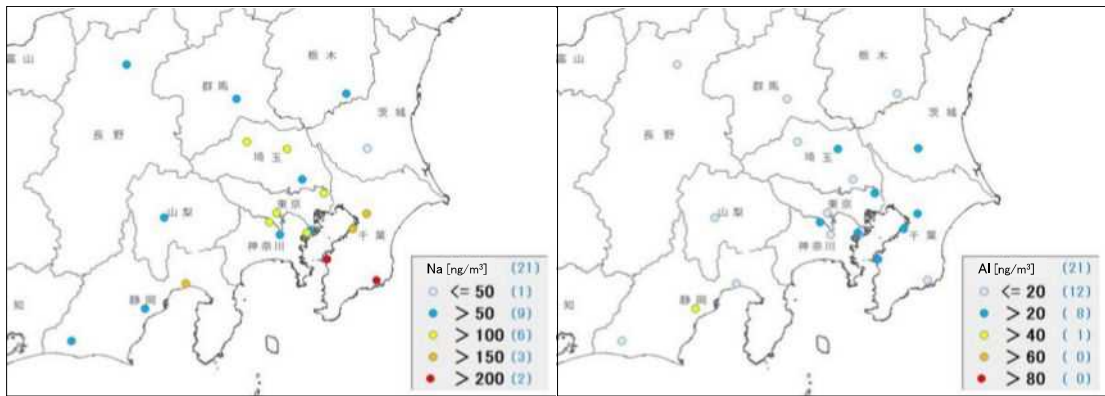 富山
栃木
群馬
茨城
長野
埼玉
東京
山梨
千葉
神奈川
静岡
知
Na [ng/m³] (21)
<= 50 (1)
> 50 (9)
> 100 (6)
> 150 (3)
> 200 (2)
富山
栃木
群馬
茨城
長野
埼玉
東京
山梨
千葉
神奈川
静岡
知
Al [ng/m³] (21)
<= 20 (12)
> 20 ( 8)
> 40 ( 1)
> 60 ( 0)
> 80 ( 0)